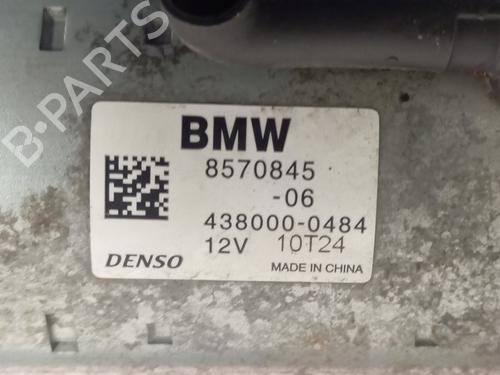 BMW
8570845
-06
438000-0484
12V 10T24
DENSO MADE IN CHINA
B-PARTS